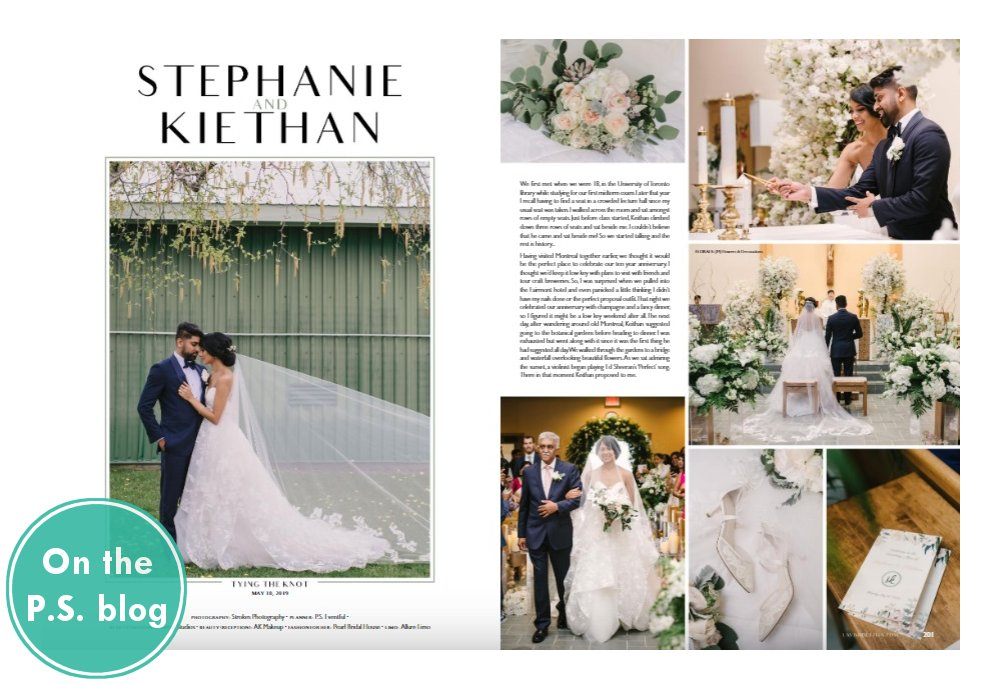 STEPHANIE
AND
KIETHAN
TYING THE KNOT
MAY 18, 2019
PHOTOGRAPHY: Strokes Photography • PLANNER: P.S. Eventful •
BEAUTY (RECEPTION): AK Makeup • FASHION FOR HER: Pearl Bridal House • LIMO: Allure Limo
On the
P.S. blog
We first met when we were 18, in the University of Toronto
library while studying for our first midterm exam. Later that year
I recall having to find a seat in a crowded lecture hall since my
usual seat was taken. I walked across the room and sat amongst
rows of empty seats. Just before class started, Kiethan climbed
down three rows of seats and sat beside me. I couldn't believe
that he came and sat beside me! So we started talking and the
rest is history...
Having visited Montreal together earlier, we thought it would
be the perfect place to celebrate our ten year anniversary. I
thought we'd keep it low key with plans to visit with friends and
tour craft breweries. So, I was surprised when we pulled into
the Fairmont hotel and even panicked a little thinking I didn't
have my nails done or the perfect proposal outfit. That night we
celebrated our anniversary with champagne and a fancy dinner,
so I figured it might be a low key weekend after all. The next
day, after wandering around old Montreal, Kiethan suggested
going to the botanical gardens before heading to dinner. I was
exhausted but went along with it since it was the first thing he
had suggested all day. We walked through the gardens to a bridge
and waterfall overlooking beautiful flowers. As we sat admiring
the sunset, a violinist began playing Ed Sheeran's 'Perfect' song.
There in that moment Kiethan proposed to me.
Flowers & Decorations
201